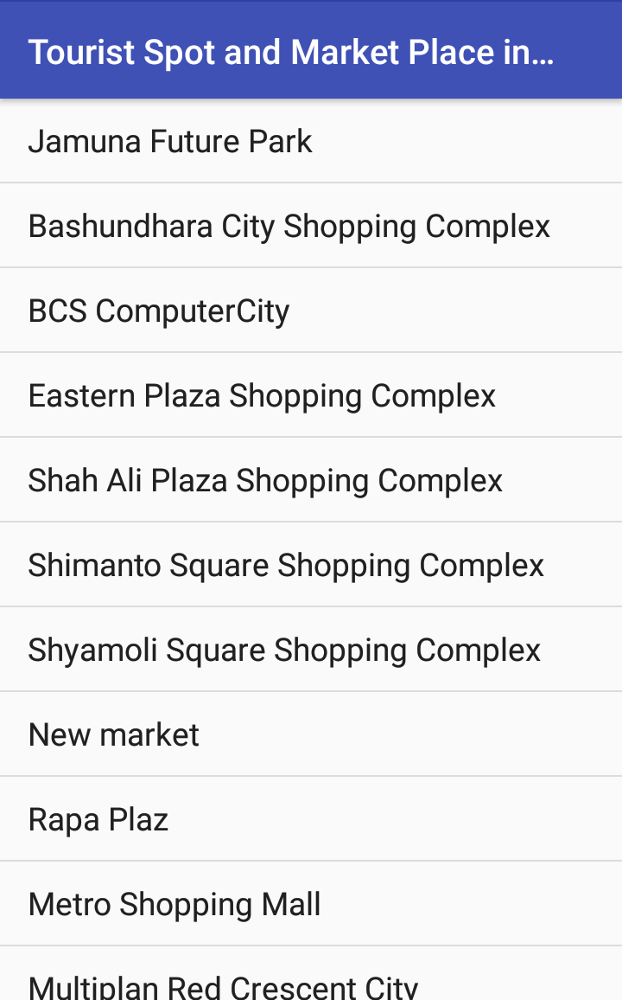 Tourist Spot and Market Place in...
Jamuna Future Park
Bashundhara City Shopping Complex
BCS ComputerCity
Eastern Plaza Shopping Complex
Shah Ali Plaza Shopping Complex
Shimanto Square Shopping Complex
Shyamoli Square Shopping Complex
New market
Rapa Plaz
Metro Shopping Mall
Multiplan Red Crescent City